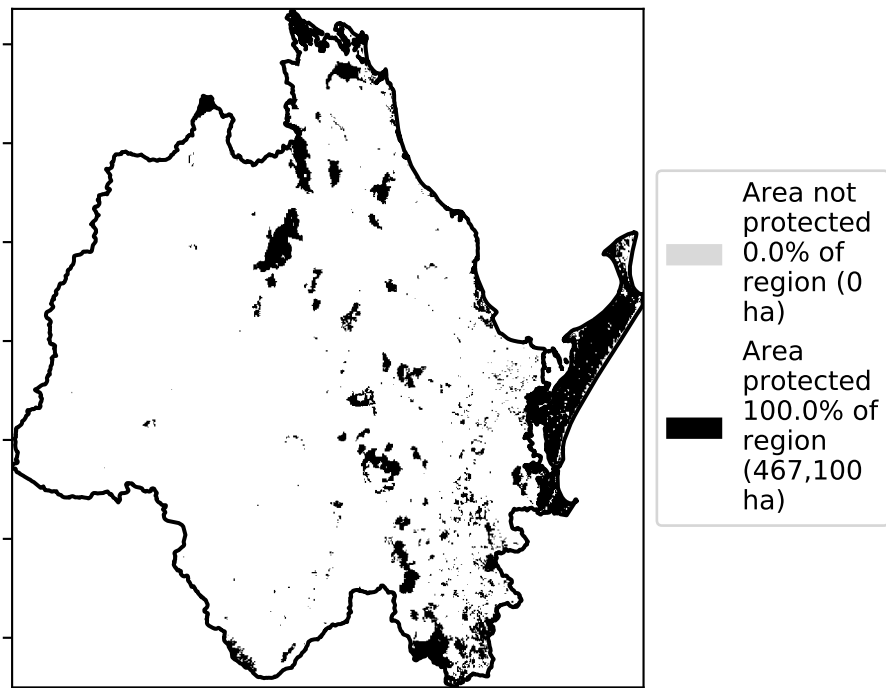 Area not
protected
0.0% of
region (0
ha)
Area
protected
100.0% of
region
(467,100
ha)